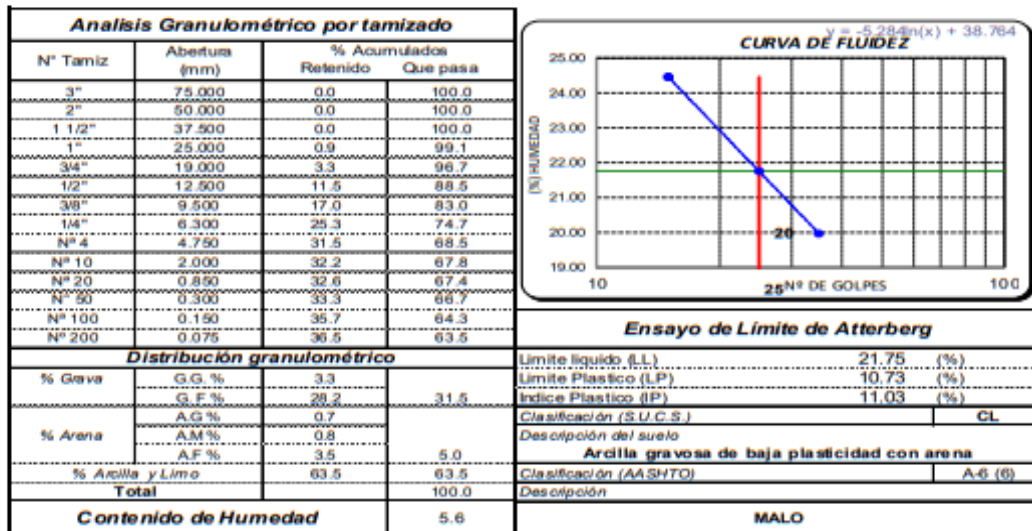 Analisis Granulométrico por tamizado
N° Tamiz Abertura (mm) % Acumulados
Retenido Que pasa
3" 75.000 0.0 100.0
2" 50.000 0.0 100.0
1 1/2" 37.500 0.0 100.0
1" 25.000 0.9 99.1
3/4" 19.000 3.3 96.7
1/2" 12.500 11.5 88.5
3/8" 9.500 17.0 83.0
1/4" 6.300 25.3 74.7
Nº 4 4.750 31.5 68.5
Nº 10 2.000 32.2 67.8
Nº 20 0.850 32.6 67.4
N° 50 0.300 33.3 66.7
Nº 100 0.150 35.7 64.3
Nº 200 0.075 36.5 63.5
Distribución granulométrico
% Grava G.G. % 3.3
G. F % 28.2 31.5
% Arena A.G % 0.7
A.M % 0.8
A.F % 3.5 5.0
% Arcilla y Limo 63.5 63.5
Total 100.0
Contenido de Humedad 5.6
y = -5.284ln(x) + 38.764
CURVA DE FLUIDEZ
(%) HUMEDAD
25.00
24.00
23.00
22.00
21.00
20.00
19.00
20
10 25 Nº DE GOLPES 100
Ensayo de Límite de Atterberg
Limite liquido (LL) 21.75 (%)
Limite Plastico (LP) 10.73 (%)
Indice Plastico (IP) 11.03 (%)
Clasificación (S.U.C.S.) CL
Descripción del suelo
Arcilla gravosa de baja plasticidad con arena
Clasificación (AASHTO) A-6 (6)
Descripción
MALO